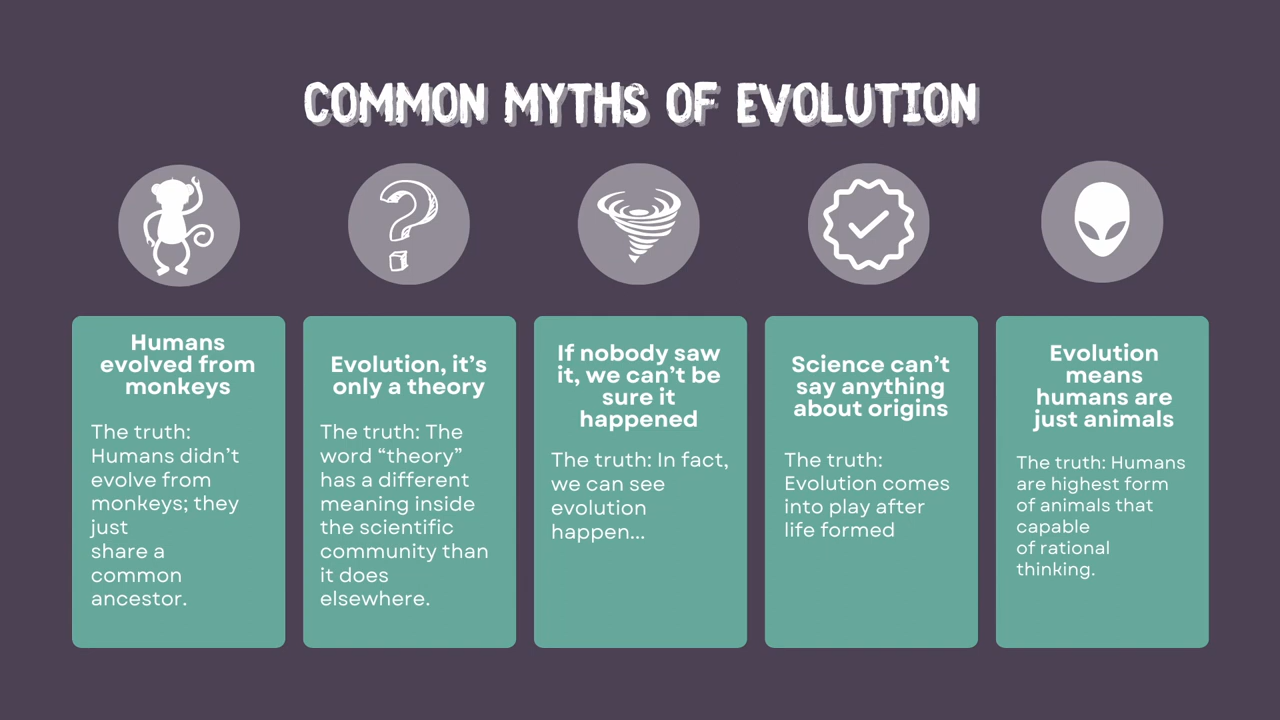 COMMON MYTHS OF EVOLUTION
Humans
evolved from
monkeys
The truth:
Humans didn't
evolve from
monkeys; they
just
share a
common
ancestor.
Evolution, it's
only a theory
The truth: The
word “theory”
has a different
meaning inside
the scientific
community than
it does
elsewhere.
If nobody saw
it, we can't be
sure it
happened
The truth: In fact,
we can see
evolution
happen...
Science can't
say anything
about origins
The truth:
Evolution comes
into play after
life formed
Evolution
means
humans are
just animals
The truth: Humans
are highest form
of animals that
capable
of rational
thinking.